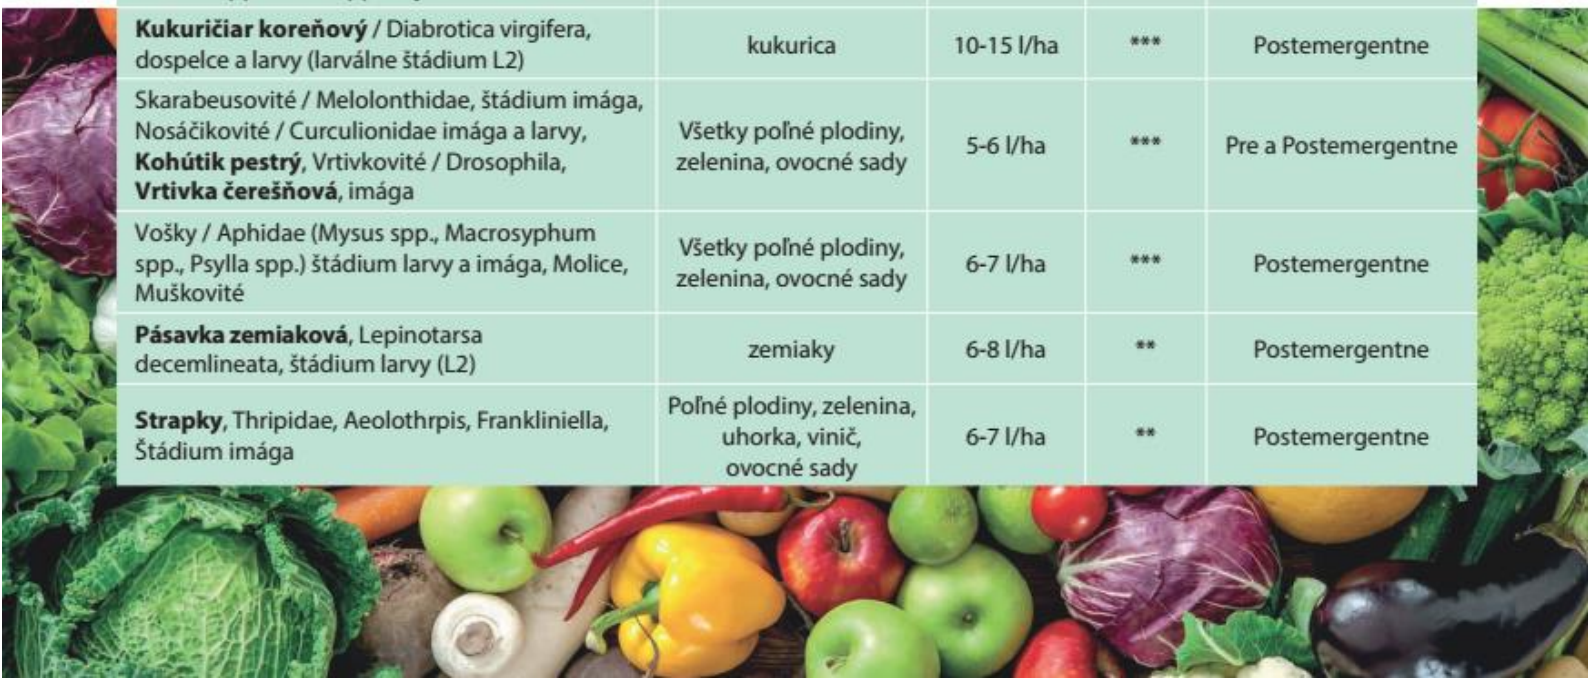 Kukuričiar koreňový / Diabrotica virgifera,
dospelce a larvy (larválne štádium L2)
kukurica
10-15 l/ha
***
Postemergentne
Skarabeusovité / Melolonthidae, štádium imága,
Nosáčikovité / Curculionidae imága a larvy,
Kohútik pestrý, Vrtivkovité / Drosophila,
Vrtivka čerešňová, imága
Všetky poľné plodiny,
zelenina, ovocné sady
5-6 l/ha
***
Pre a Postemergentne
Vošky / Aphidae (Mysus spp., Macrosyphum
spp., Psylla spp.) štádium larvy a imága, Molice,
Muškovité
Všetky poľné plodiny,
zelenina, ovocné sady
6-7 l/ha
***
Postemergentne
Pásavka zemiaková, Lepinotarsa
decemlineata, štádium larvy (L2)
zemiaky
6-8 l/ha
**
Postemergentne
Strapky, Thripidae, Aeolothrpis, Frankliniella,
Štádium imága
Poľné plodiny, zelenina,
uhorka, vinič,
ovocné sady
6-7 l/ha
**
Postemergentne